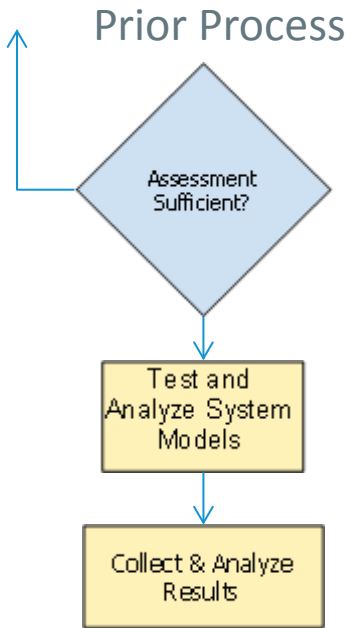 Prior Process
Assessment
Sufficient?
Test and
Analyze System
Models
Collect & Analyze
Results